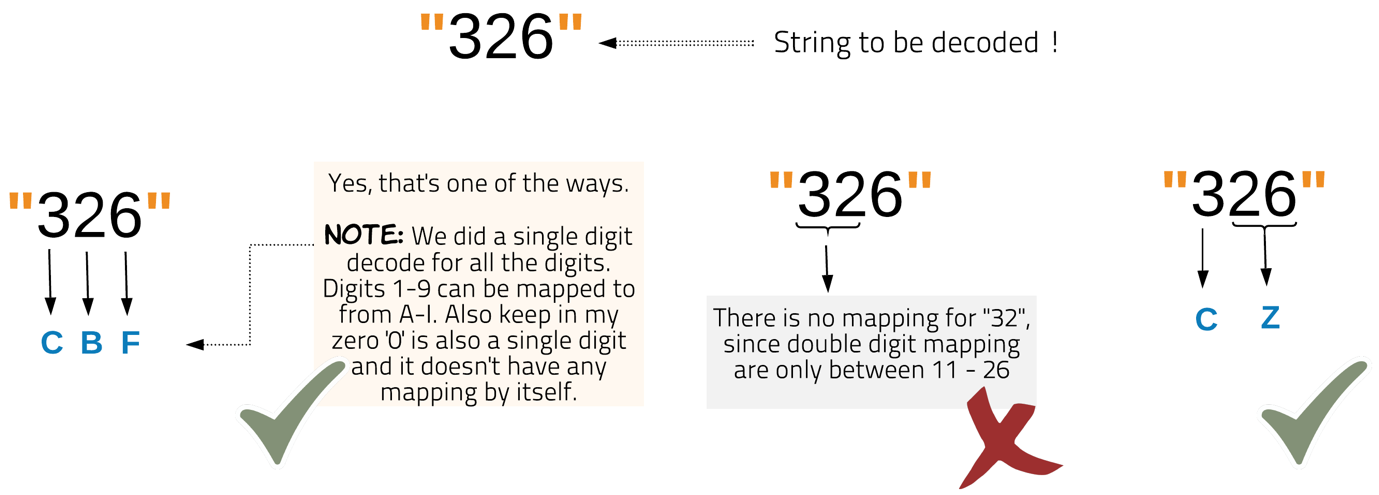 "326"
String to be decoded !
"326"
C B F
Yes, that's one of the ways.
NOTE: We did a single digit
decode for all the digits.
Digits 1-9 can be mapped to
from A-I. Also keep in my
zero '0' is also a single digit
and it doesn't have any
mapping by itself.
"326"
There is no mapping for "32",
since double digit mapping
are only between 11 - 26
"326"
C Z